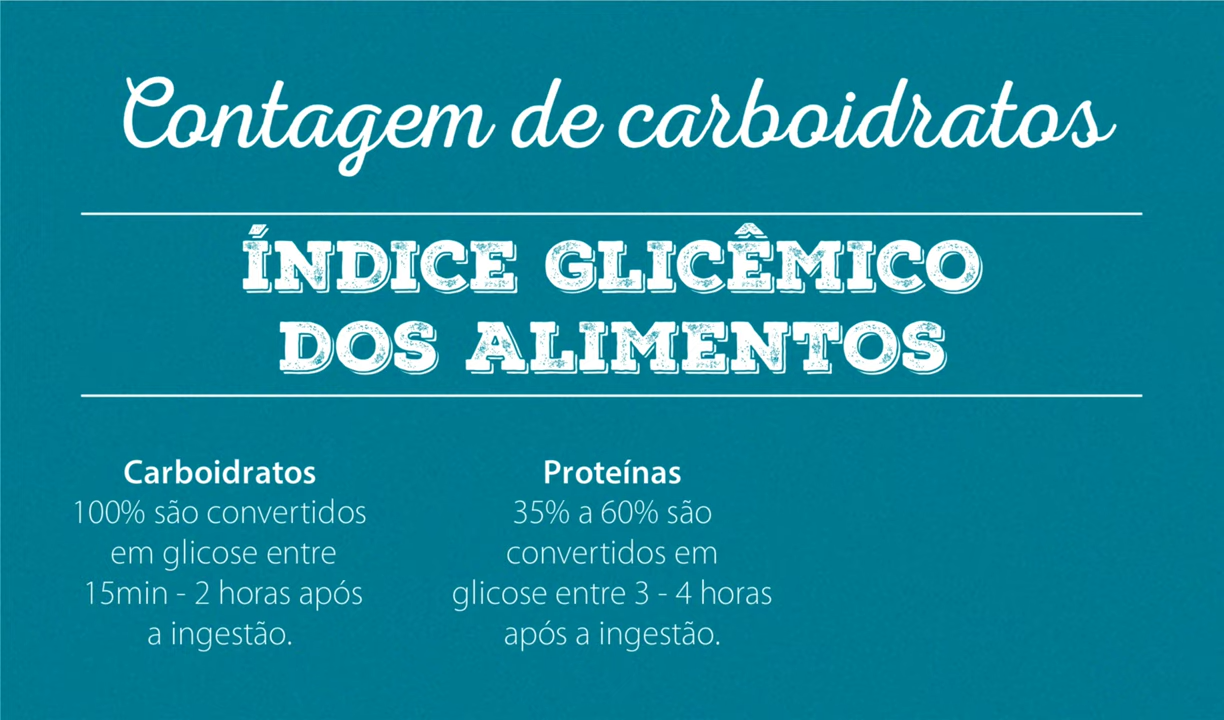 Contagem de carboidratos
ÍNDICE GLICÊMICO
DOS ALIMENTOS
Carboidratos
100% são convertidos
em glicose entre
15min - 2 horas após
a ingestão.
Proteínas
35% a 60% são
convertidos em
glicose entre 3 - 4 horas
após a ingestão.